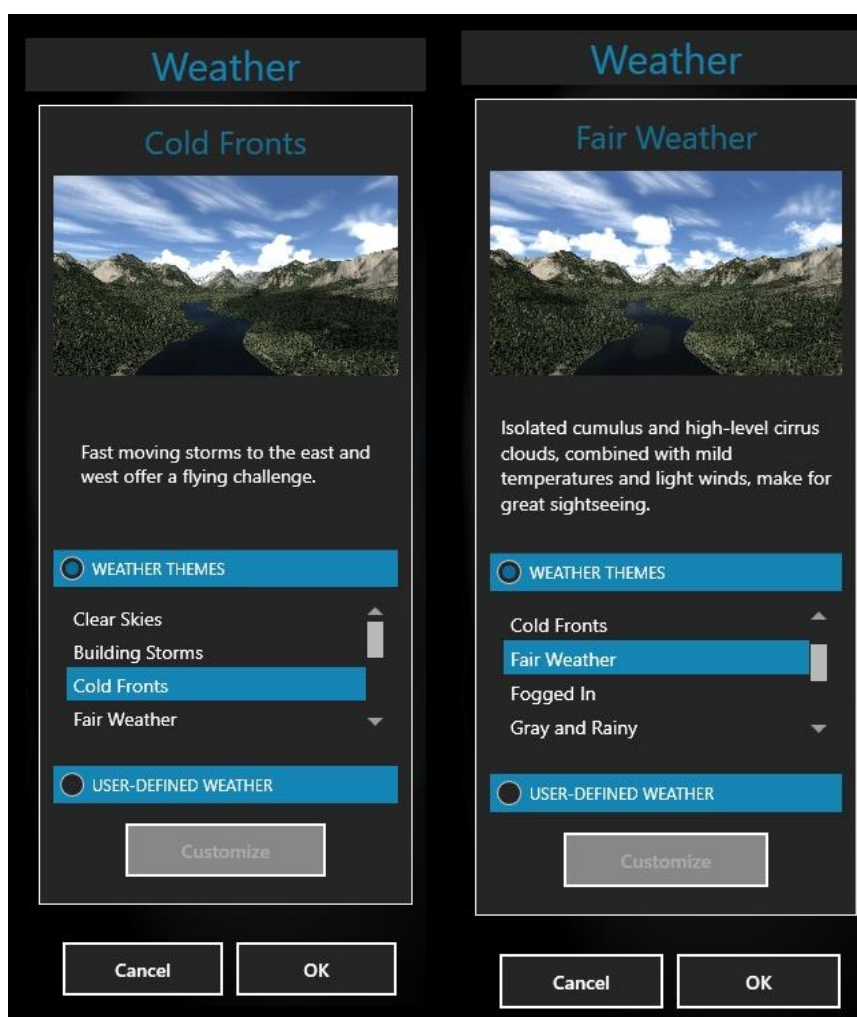 Weather
Cold Fronts
Fast moving storms to the east and
west offer a flying challenge.
WEATHER THEMES
Clear Skies
Building Storms
Cold Fronts
Fair Weather
USER-DEFINED WEATHER
Customize
Cancel
OK
Weather
Fair Weather
Isolated cumulus and high-level cirrus
clouds, combined with mild
temperatures and light winds, make for
great sightseeing.
WEATHER THEMES
Cold Fronts
Fair Weather
Fogged In
Gray and Rainy
USER-DEFINED WEATHER
Customize
Cancel
OK